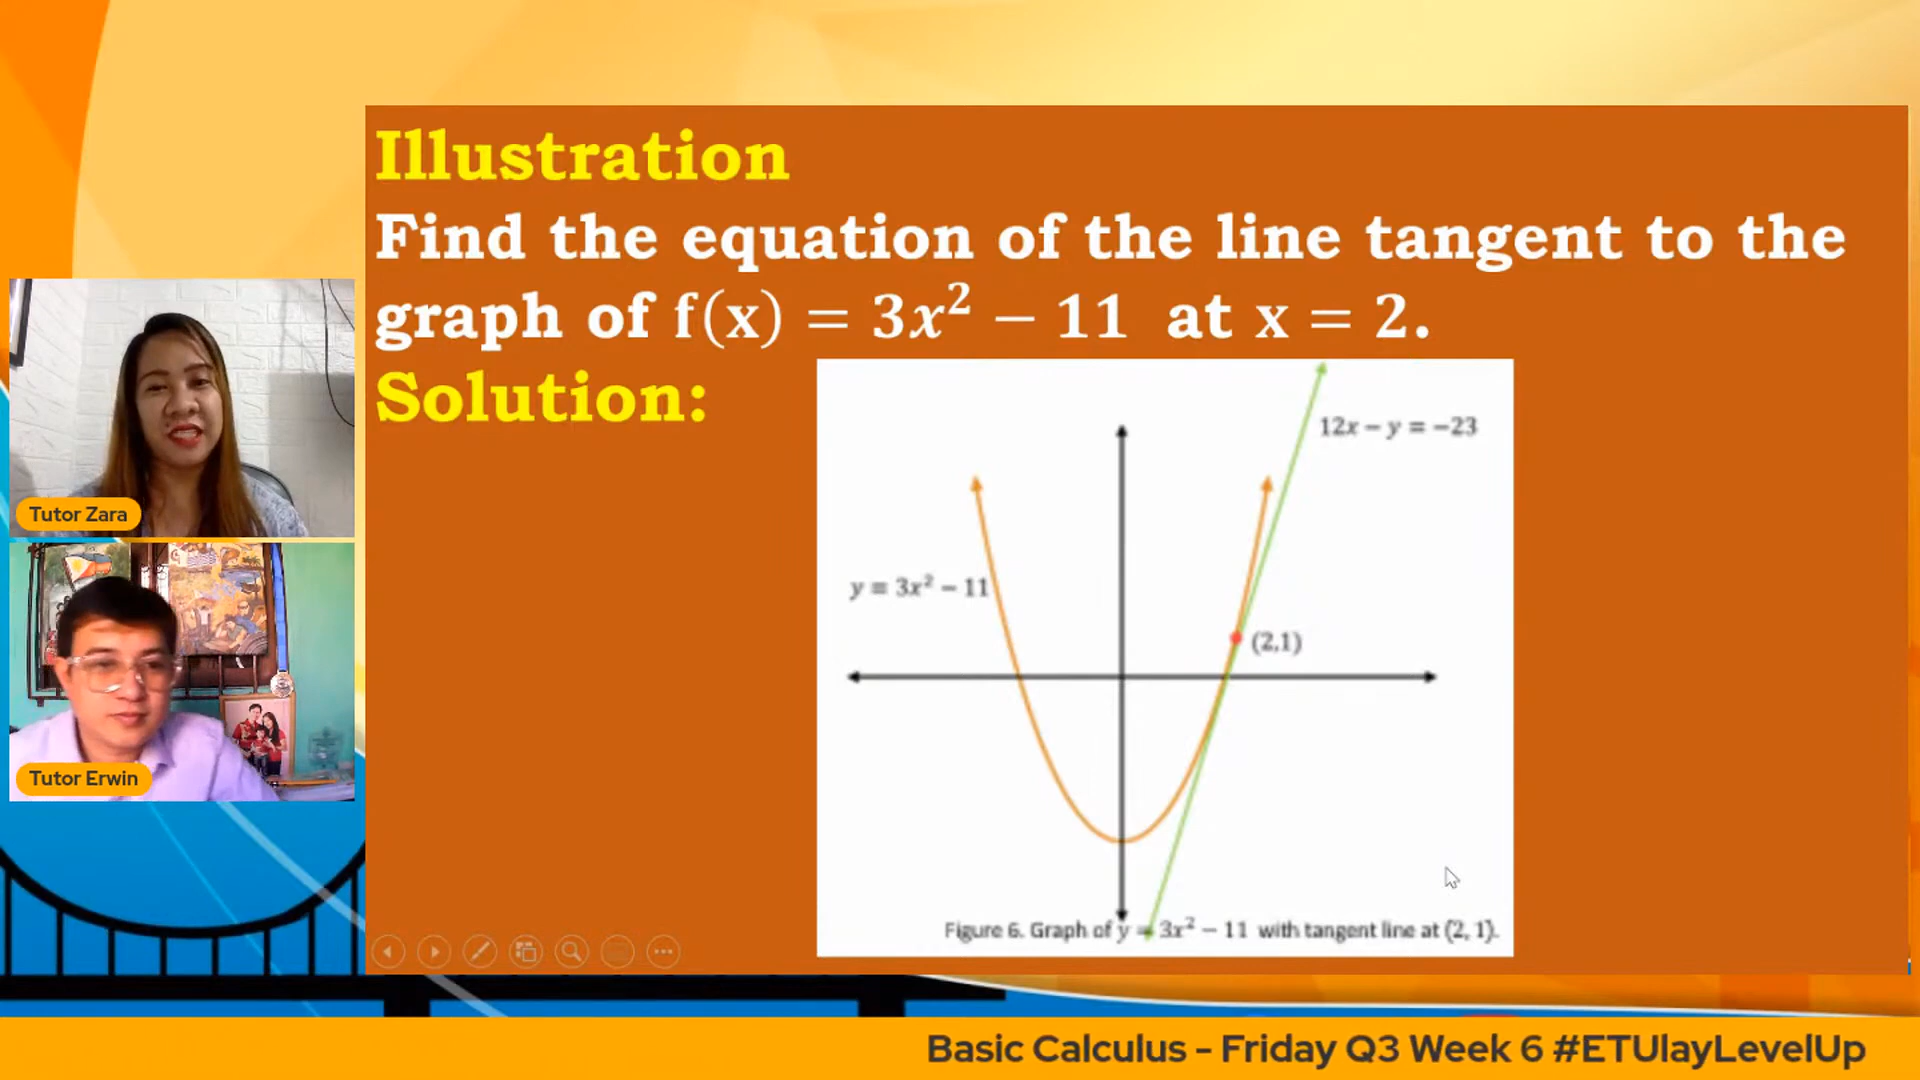 Illustration
Find the equation of the line tangent to the
graph of f(x) = 3x² − 11 at x = 2.
Solution:
12x − y = −23
y = 3x² − 11
(2,1)
Figure 6. Graph of y = 3x² − 11 with tangent line at (2, 1).
Tutor Zara
Tutor Erwin
Basic Calculus - Friday Q3 Week 6 #ETUlayLevelUp